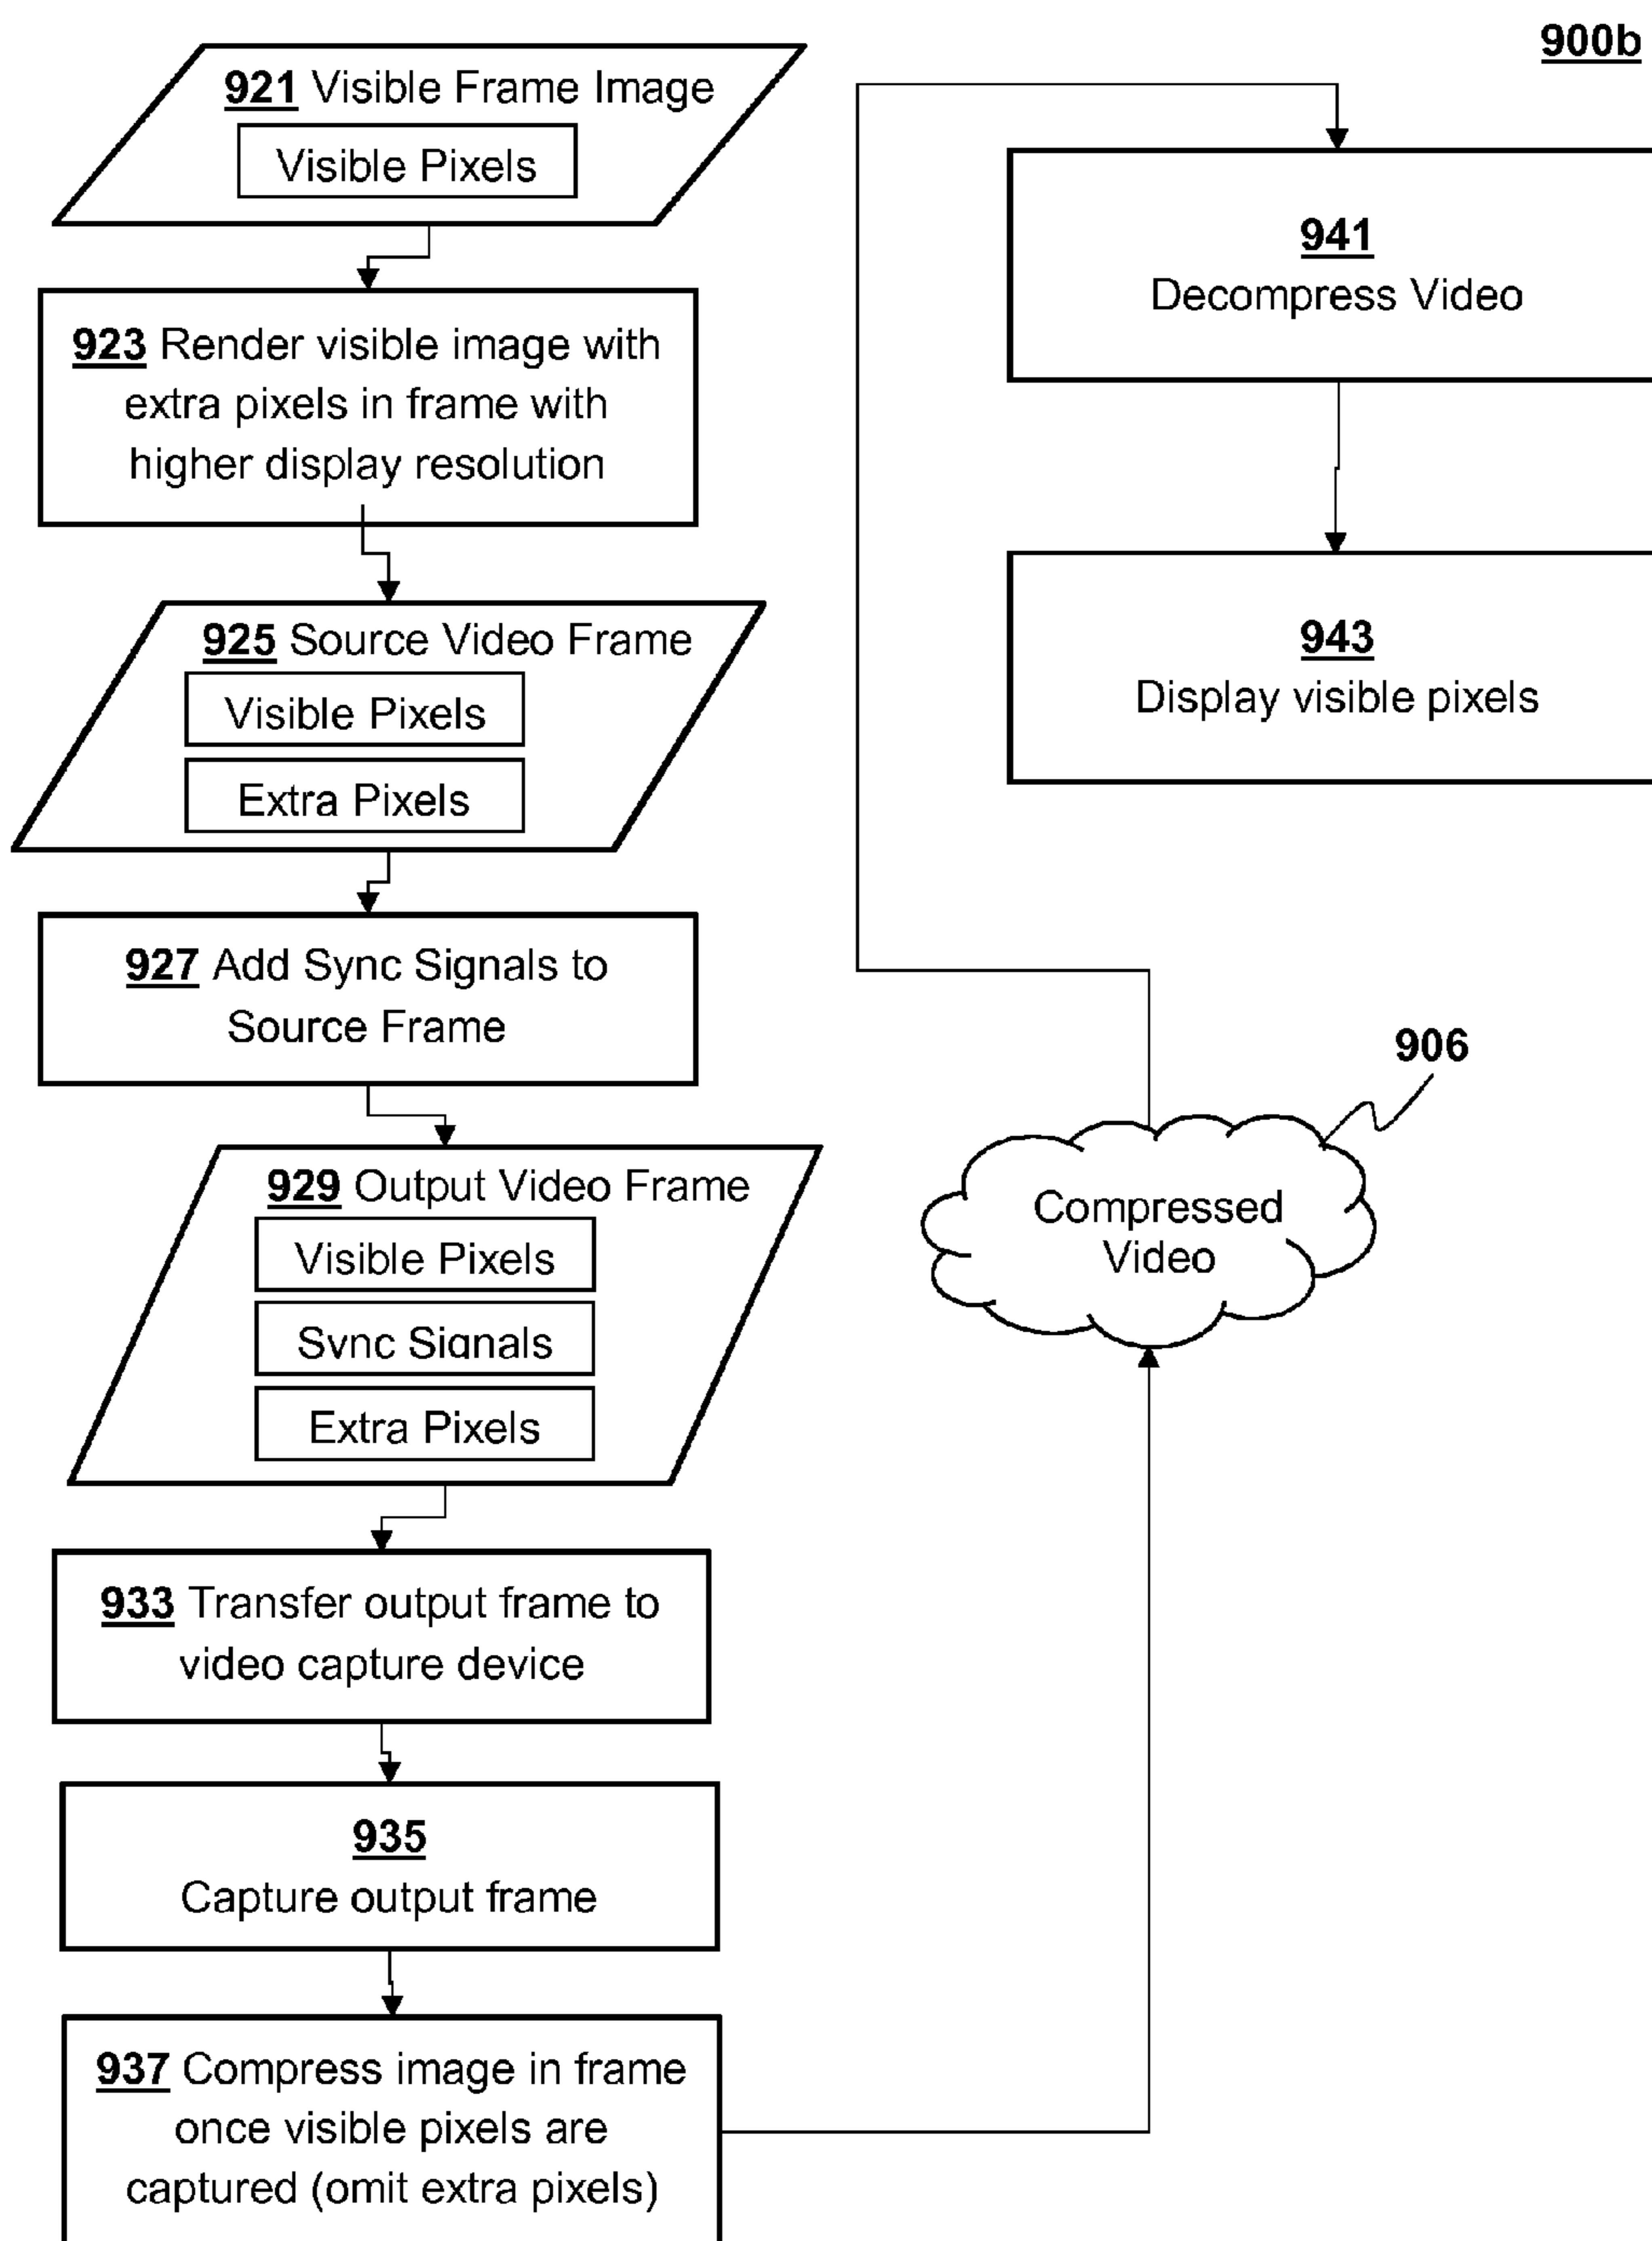 900b
921 Visible Frame Image
Visible Pixels
923 Render visible image with
extra pixels in frame with
higher display resolution
925 Source Video Frame
Visible Pixels
Extra Pixels
927 Add Sync Signals to
Source Frame
929 Output Video Frame
Visible Pixels
Sync Signals
Extra Pixels
933 Transfer output frame to
video capture device
935
Capture output frame
937 Compress image in frame
once visible pixels are
captured (omit extra pixels)
906
Compressed
Video
941
Decompress Video
943
Display visible pixels